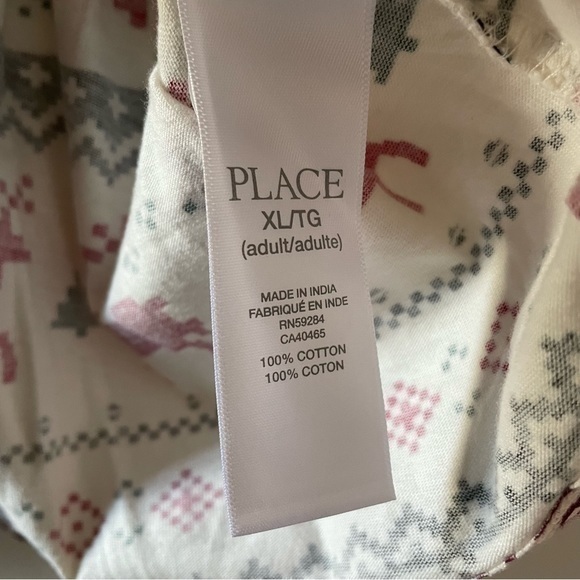 PLACE
XL/TG
(adult/adulte)
MADE IN INDIA
FABRIQUÉ EN INDE
RN59284
CA40465
100% COTTON
100% COTON